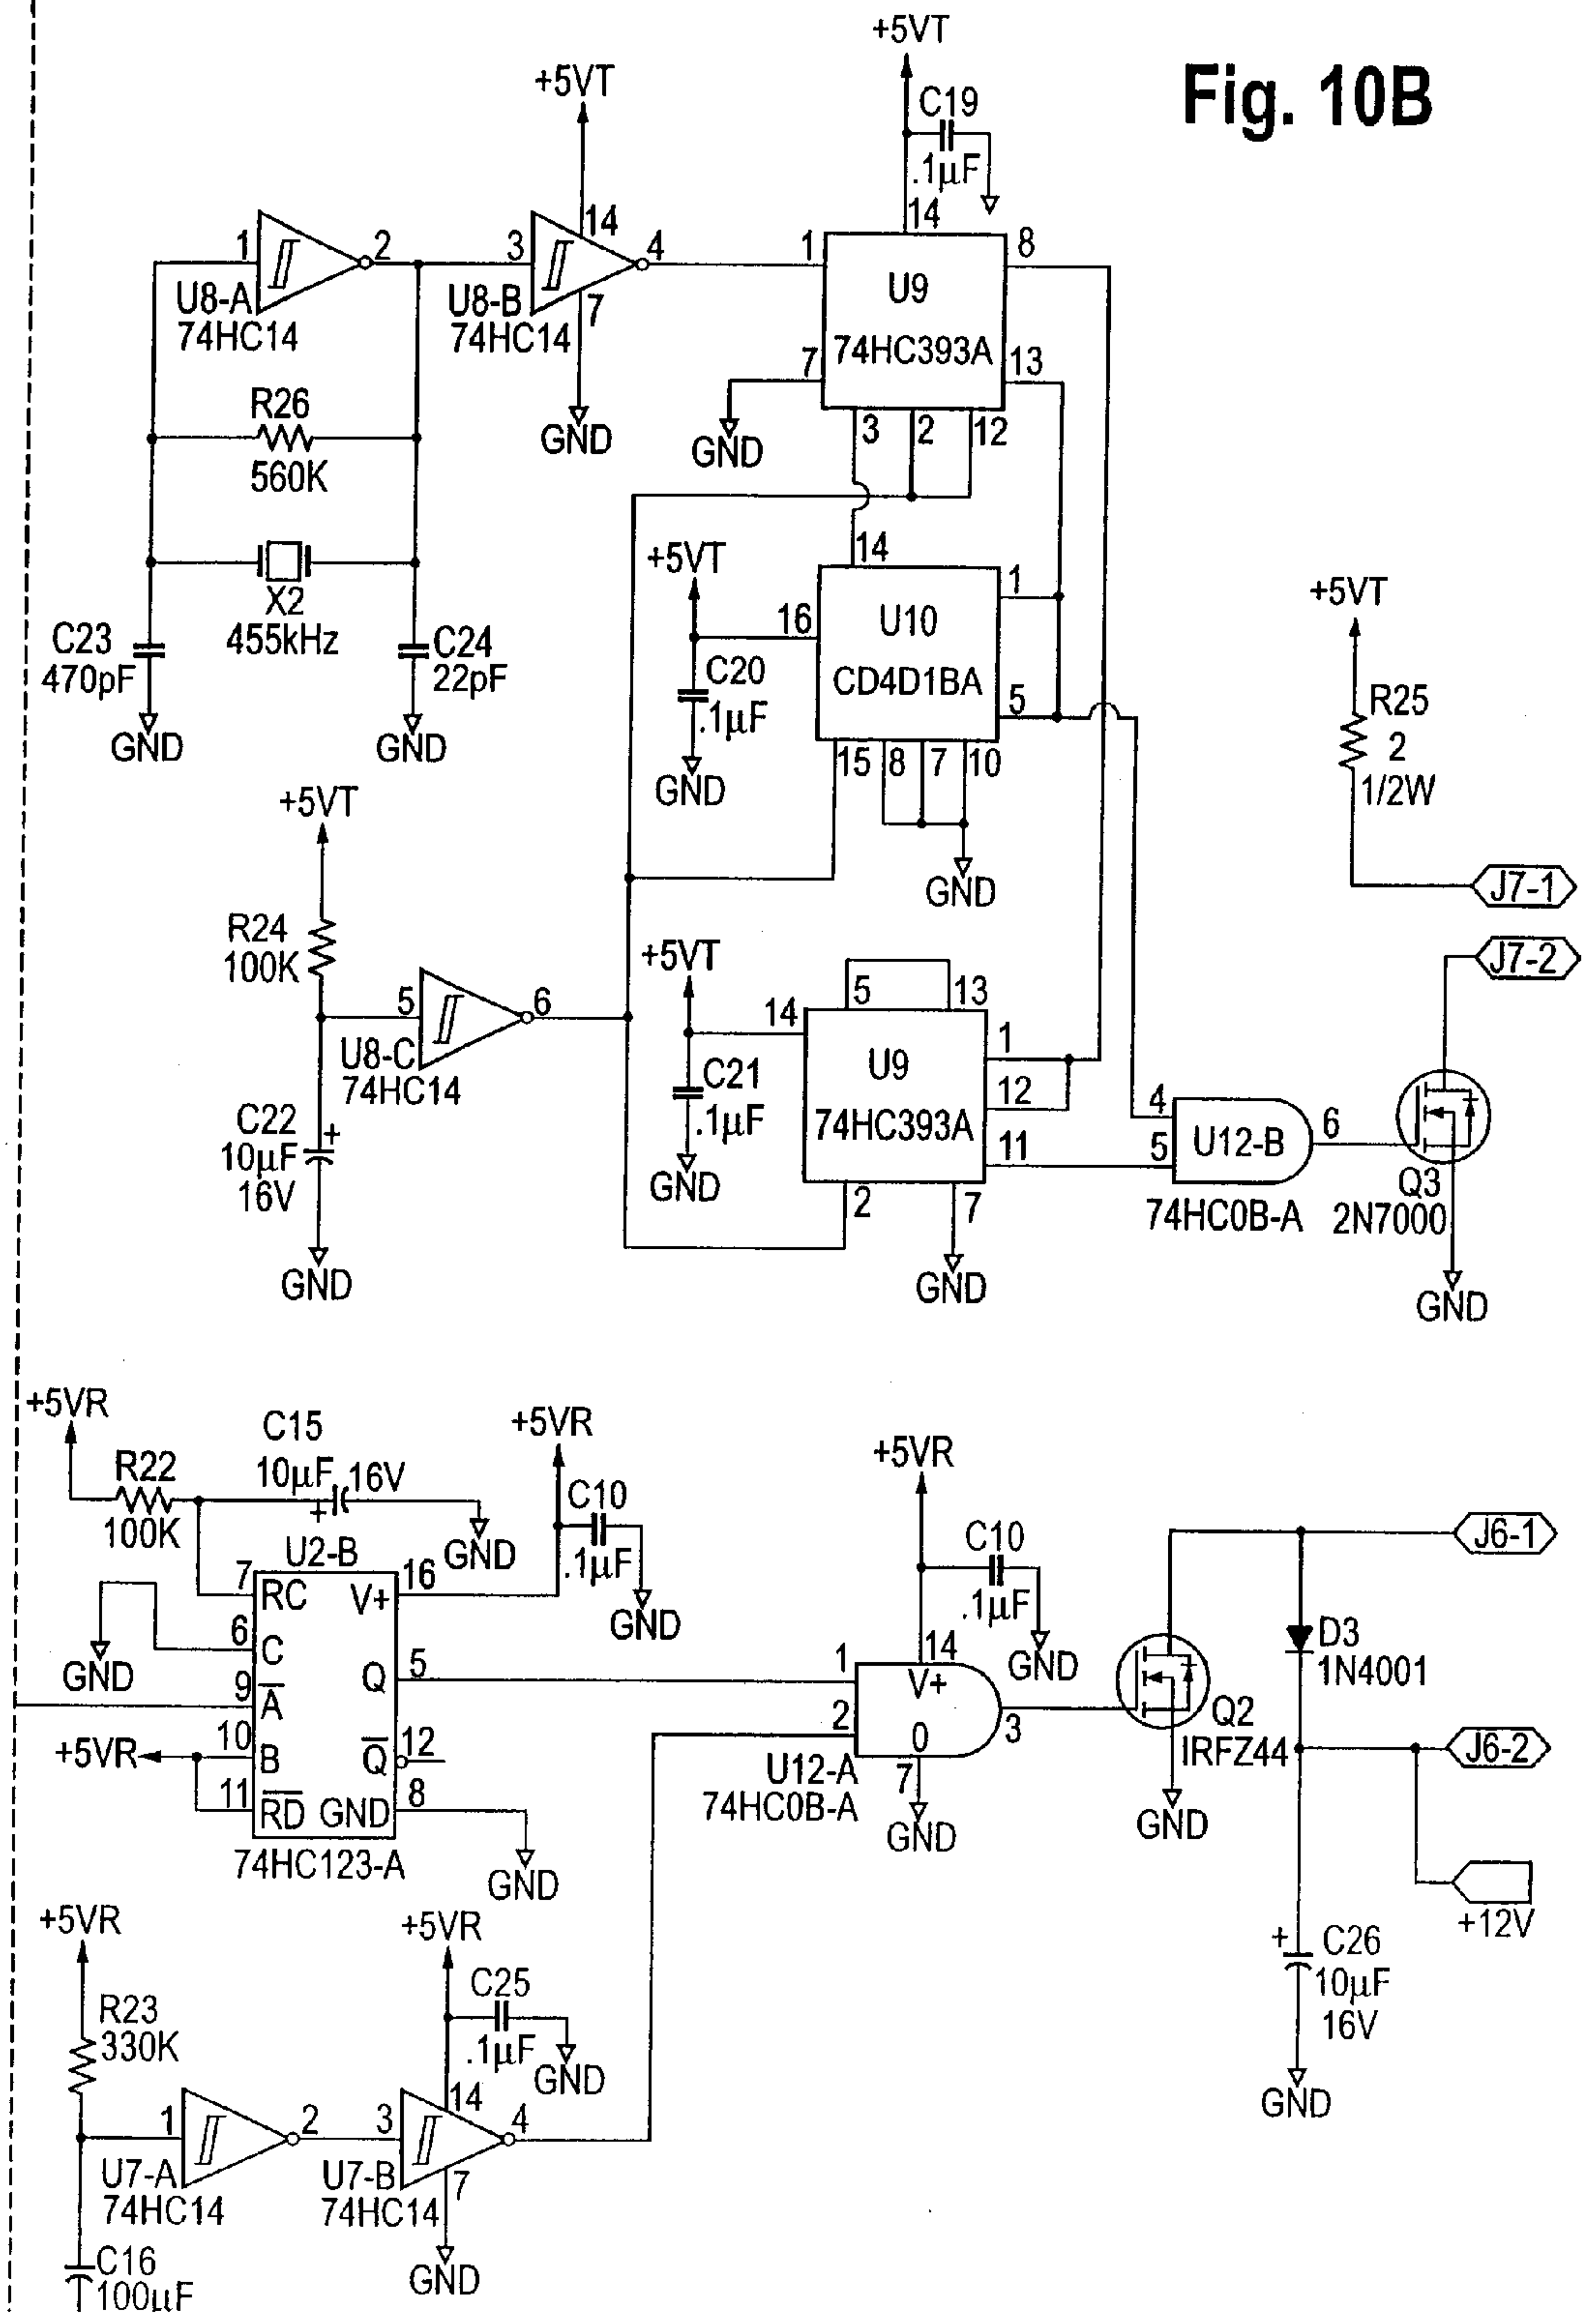 Fig. 10B
+5VT
C19
.1µF
14
+5VT
14
1
2
U8-A
74HC14
3
4
U8-B
74HC14
7
GND
1
8
U9
74HC393A
7
13
GND
3
2
12
R26
560K
X2
455kHz
C23
470pF
GND
C24
22pF
GND
+5VT
14
16
1
U10
CD4D1BA
C20
.1µF
GND
5
15
8
7
10
GND
+5VT
R25
2
1/2W
J7-1
J7-2
+5VT
R24
100K
5
6
U8-C
74HC14
C22
+
10µF
16V
GND
+5VT
5
13
14
1
U9
74HC393A
12
11
C21
.1µF
GND
2
7
GND
4
5
U12-B
6
74HC0B-A
Q3
2N7000
GND
+5VR
R22
100K
C15
10µF
16V
+
GND
U2-B
+5VR
C10
.1µF
GND
7
RC
V+
16
6
C
GND
Q
5
9
A
10
B
+5VR
Q
12
11
RD
GND
8
74HC123-A
GND
+5VR
C10
.1µF
GND
14
1
V+
2
0
3
U12-A
74HC0B-A
7
GND
Q2
IRFZ44
GND
J6-1
D3
1N4001
J6-2
+12V
+
C26
10µF
16V
GND
+5VR
R23
330K
1
2
U7-A
74HC14
C16
100µF
+5VR
C25
.1µF
GND
14
3
4
U7-B
74HC14
7
GND